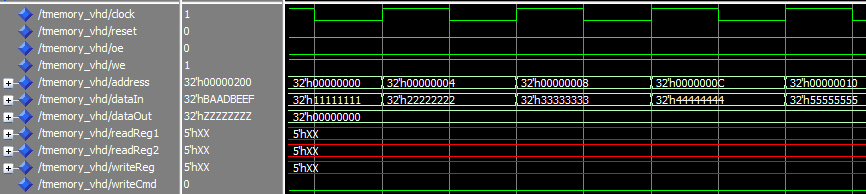 /tmemory_vhd/clock 1
/tmemory_vhd/reset 0
/tmemory_vhd/oe 0
/tmemory_vhd/we 1
/tmemory_vhd/address 32'h00000200 32'h00000000 32'h00000004 32'h00000008 32'h0000000C 32'h00000010
/tmemory_vhd/dataIn 32'hBAADBEEF 32'h11111111 32'h22222222 32'h33333333 32'h44444444 32'h55555555
/tmemory_vhd/dataOut 32'hZZZZZZZZ 32'h00000000
/tmemory_vhd/readReg1 5'hXX 5'hXX
/tmemory_vhd/readReg2 5'hXX 5'hXX
/tmemory_vhd/writeReg 5'hXX 5'hXX
/tmemory_vhd/writeCmd 0